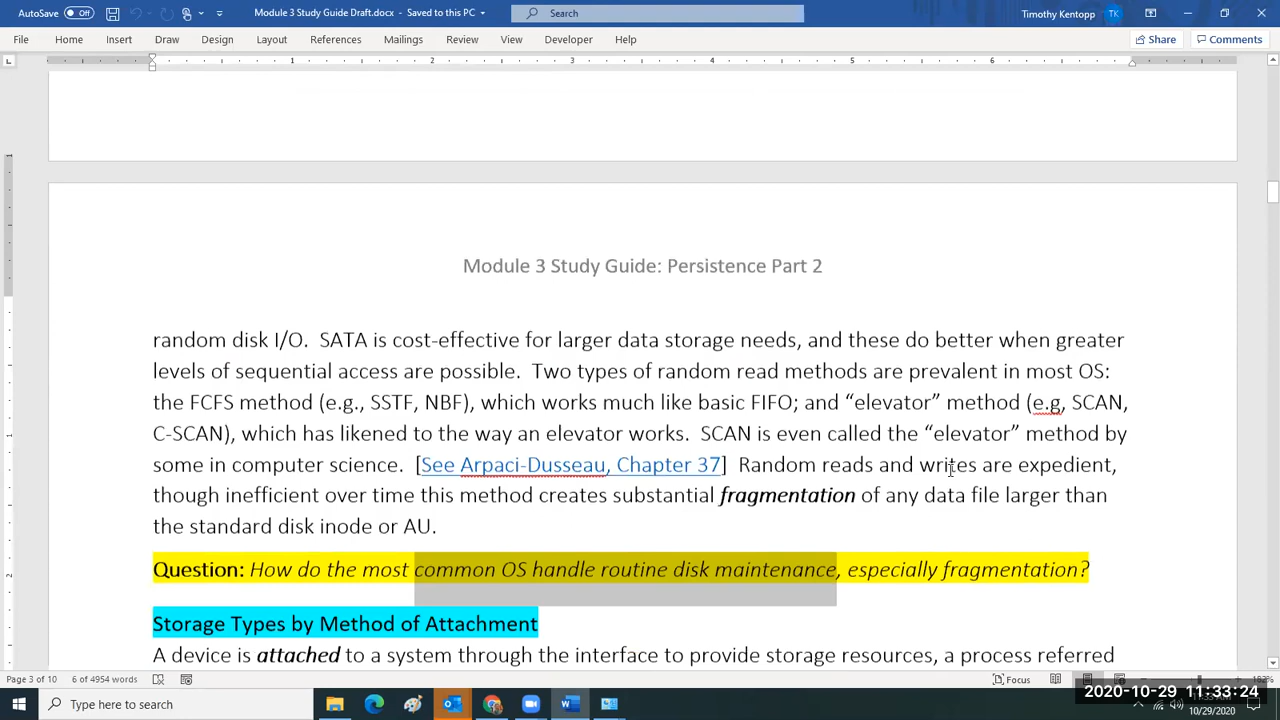 AutoSave Off Module 3 Study Guide Draft.docx - Saved to this PC Search Timothy Kentopp TK
File Home Insert Draw Design Layout References Mailings Review View Developer Help Share Comments
1 2 3 4 5 6
Module 3 Study Guide: Persistence Part 2
random disk I/O. SATA is cost-effective for larger data storage needs, and these do better when greater
levels of sequential access are possible. Two types of random read methods are prevalent in most OS:
the FCFS method (e.g., SSTF, NBF), which works much like basic FIFO; and “elevator” method (e.g, SCAN,
C-SCAN), which has likened to the way an elevator works. SCAN is even called the “elevator” method by
some in computer science. [See Arpaci-Dusseau, Chapter 37] Random reads and writes are expedient,
though inefficient over time this method creates substantial fragmentation of any data file larger than
the standard disk inode or AU.
Question: How do the most common OS handle routine disk maintenance, especially fragmentation?
Storage Types by Method of Attachment
A device is attached to a system through the interface to provide storage resources, a process referred
Page 3 of 10 6 of 4954 words Focus 182%
Type here to search 2020-10-29 11:33:24
10/29/2020